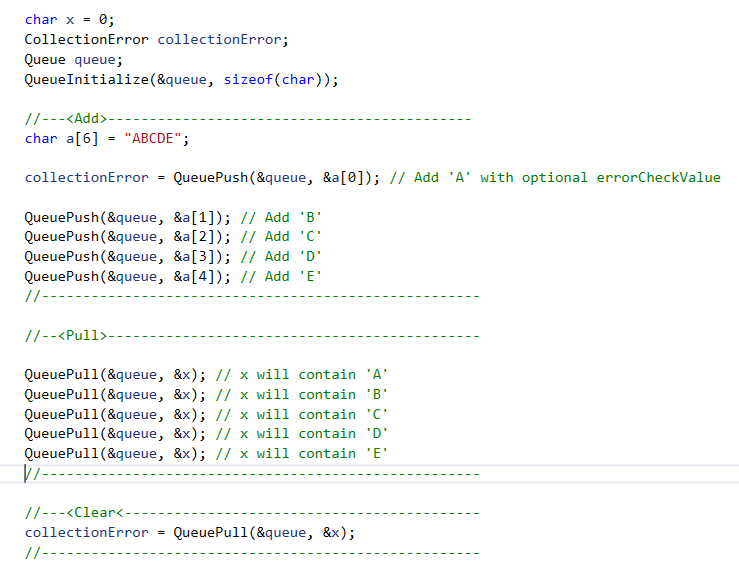 char x = 0;
CollectionError collectionError;
Queue queue;
QueueInitialize(&queue, sizeof(char));
//---<Add>--------------------------------------------
char a[6] = "ABCDE";
collectionError = QueuePush(&queue, &a[0]); // Add 'A' with optional errorCheckValue
QueuePush(&queue, &a[1]); // Add 'B'
QueuePush(&queue, &a[2]); // Add 'C'
QueuePush(&queue, &a[3]); // Add 'D'
QueuePush(&queue, &a[4]); // Add 'E'
//-----------------------------------------------------
//--<Pull>---------------------------------------------
QueuePull(&queue, &x); // x will contain 'A'
QueuePull(&queue, &x); // x will contain 'B'
QueuePull(&queue, &x); // x will contain 'C'
QueuePull(&queue, &x); // x will contain 'D'
QueuePull(&queue, &x); // x will contain 'E'
//-----------------------------------------------------
//---<Clear<-------------------------------------------
collectionError = QueuePull(&queue, &x);
//-----------------------------------------------------